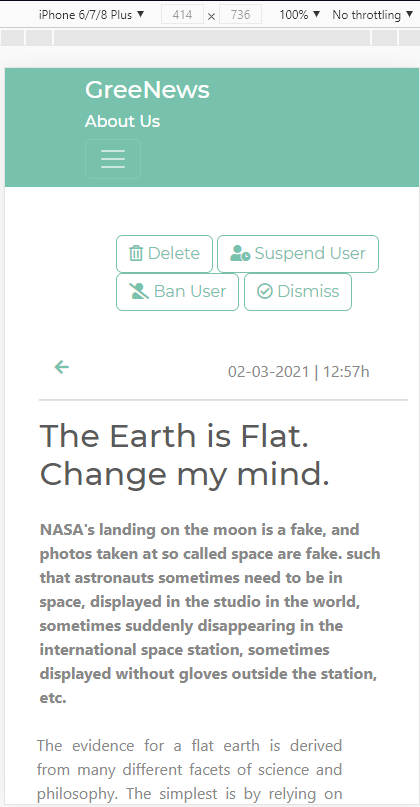 iPhone 6/7/8 Plus ▼ 414 × 736 100% ▼ No throttling ▼
GreeNews
About Us
Delete Suspend User
Ban User Dismiss
02-03-2021 | 12:57h
The Earth is Flat.
Change my mind.
NASA's landing on the moon is a fake, and
photos taken at so called space are fake. such
that astronauts sometimes need to be in
space, displayed in the studio in the world,
sometimes suddenly disappearing in the
international space station, sometimes
displayed without gloves outside the station,
etc.
The evidence for a flat earth is derived
from many different facets of science and
philosophy. The simplest is by relying on